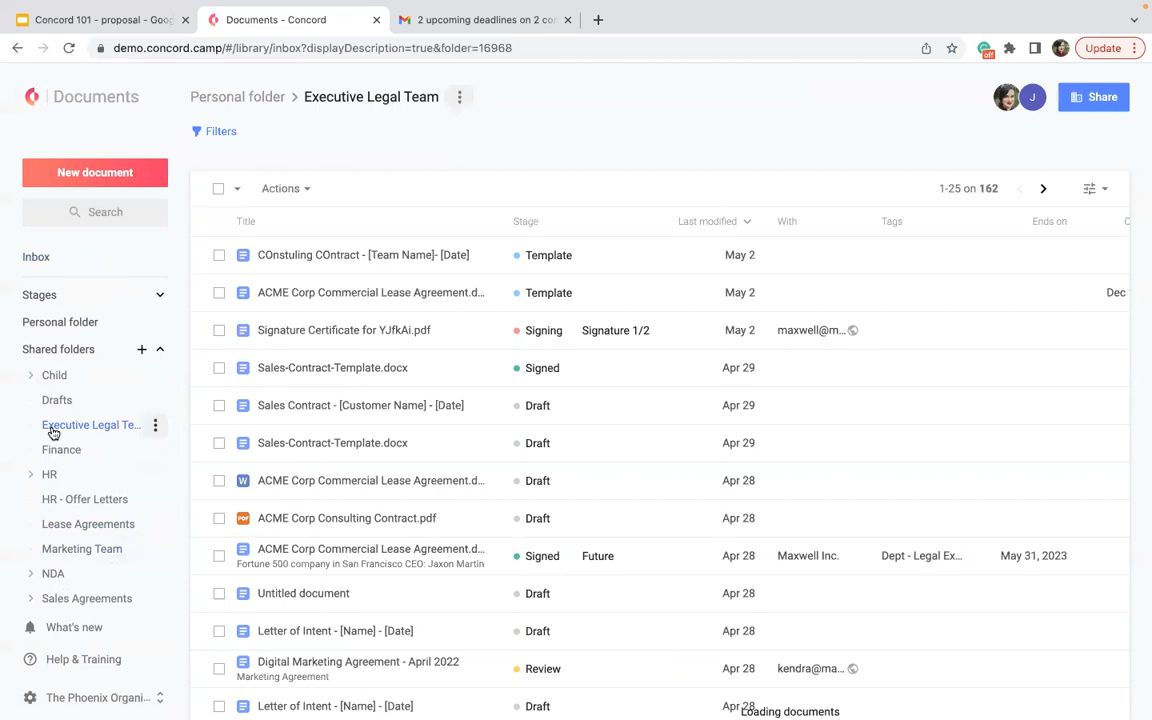 Concord 101 - proposal - Goog
Documents - Concord
2 upcoming deadlines on 2 con
demo.concord.camp/#/library/inbox?displayDescription=true&folder=16968
off
Update
Documents
Personal folder > Executive Legal Team
J
Share
Filters
New document
Search
Actions
1-25 on 162
Title Stage Last modified With Tags Ends on C
Inbox
COnstuling COntract - [Team Name]- [Date] Template May 2
Stages
ACME Corp Commercial Lease Agreement.d... Template May 2 Dec
Personal folder
Signature Certificate for YJfkAi.pdf Signing Signature 1/2 May 2 maxwell@m...
Shared folders +
Child
Sales-Contract-Template.docx Signed Apr 29
Drafts
Sales Contract - [Customer Name] - [Date] Draft Apr 29
Executive Legal Te...
Finance
Sales-Contract-Template.docx Draft Apr 29
HR
W ACME Corp Commercial Lease Agreement.d... Draft Apr 28
HR - Offer Letters
PDF ACME Corp Consulting Contract.pdf Draft Apr 28
Lease Agreements
Marketing Team
ACME Corp Commercial Lease Agreement.d... Signed Future Apr 28 Maxwell Inc. Dept - Legal Ex... May 31, 2023
Fortune 500 company in San Francisco CEO: Jaxon Martin
NDA
Untitled document Draft Apr 28
Sales Agreements
What's new
Letter of Intent - [Name] - [Date] Draft Apr 28
Help & Training
Digital Marketing Agreement - April 2022 Review Apr 28 kendra@ma...
Marketing Agreement
The Phoenix Organi...
Letter of Intent - [Name] - [Date] Draft Apr 28
Loading documents